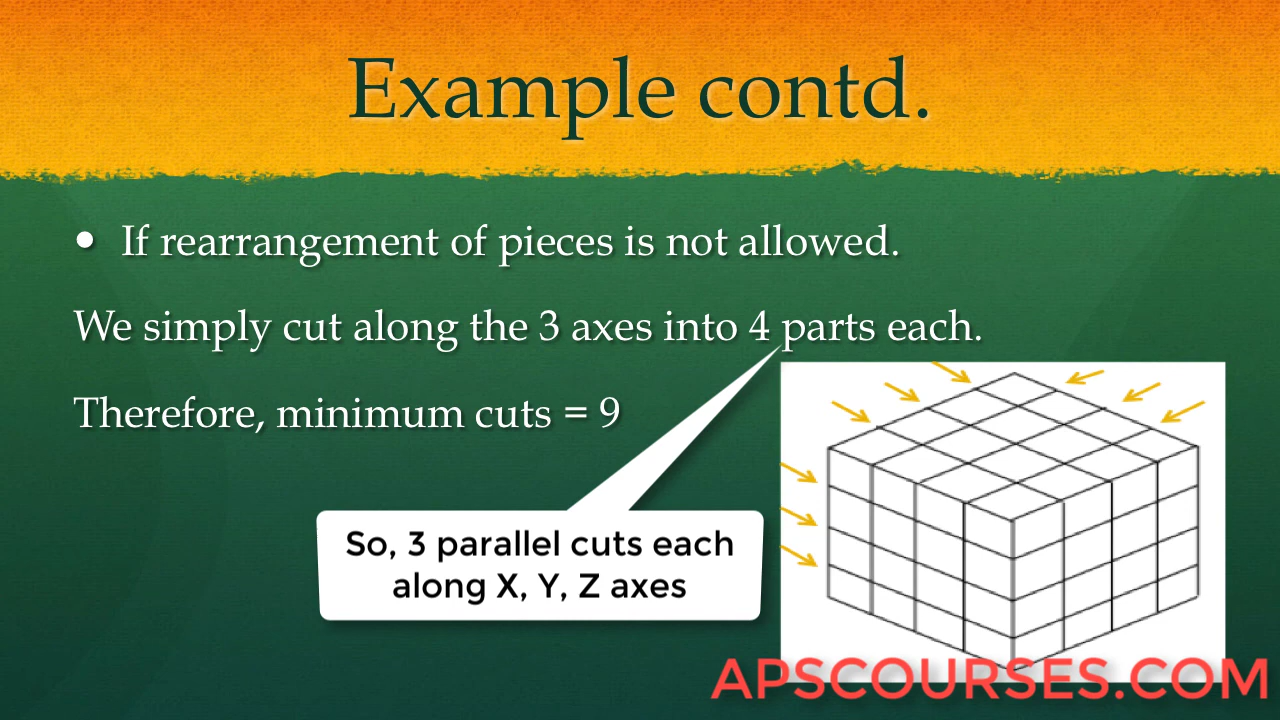 Example contd.
• If rearrangement of pieces is not allowed.
We simply cut along the 3 axes into 4 parts each.
Therefore, minimum cuts = 9
So, 3 parallel cuts each
along X, Y, Z axes
APSCOURSES.COM